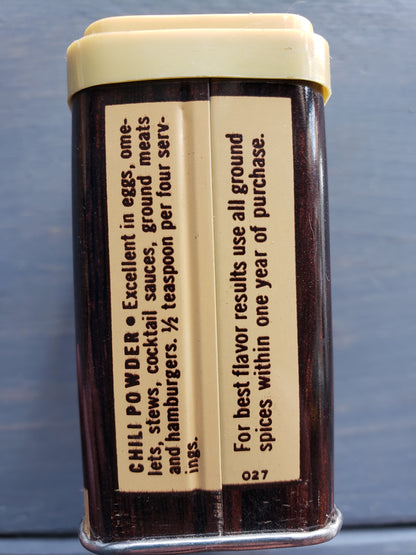 CHILI POWDER • Excellent in eggs, ome-
lets, stews, cocktail sauces, ground meats
and hamburgers. ½ teaspoon per four serv-
ings.
For best flavor results use all ground
spices within one year of purchase.
027